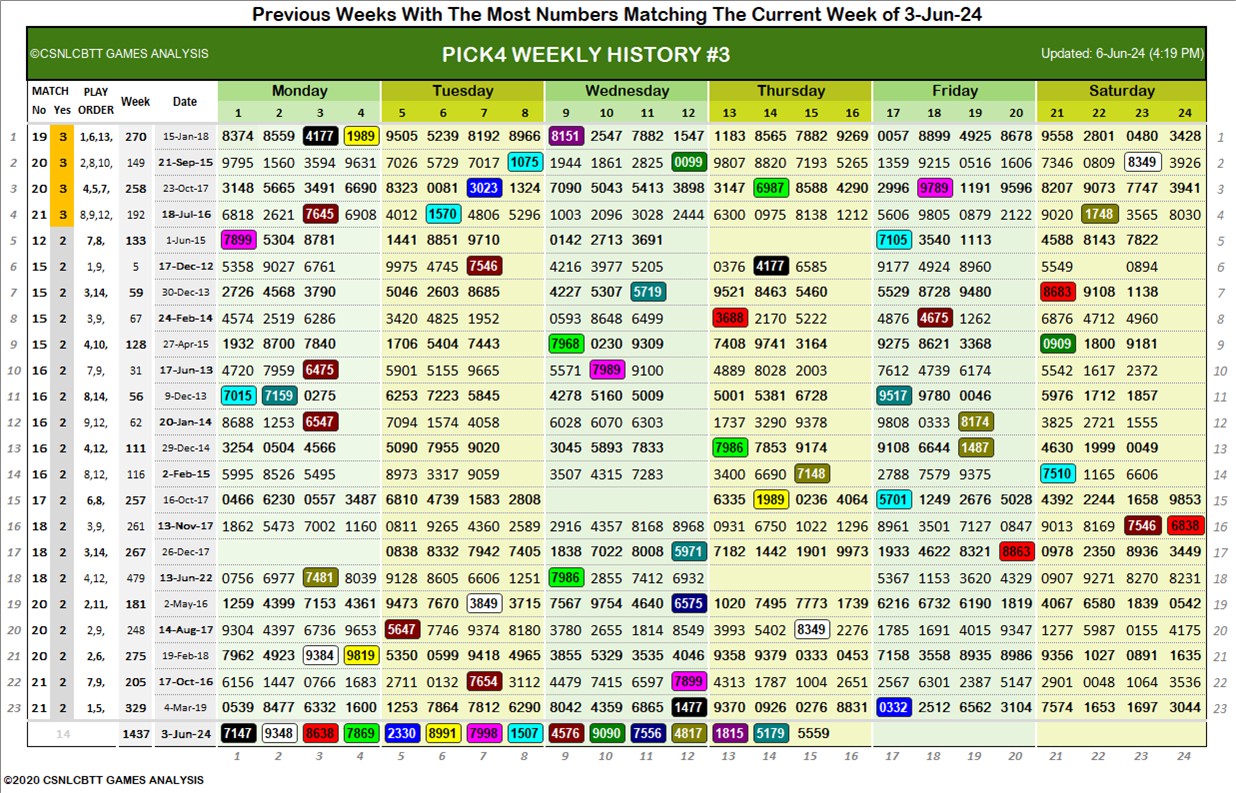 Previous Weeks With The Most Numbers Matching The Current Week of 3-Jun-24
©CSNLCBTT GAMES ANALYSIS PICK4 WEEKLY HISTORY #3 Updated: 6-Jun-24 (4:19 PM)
MATCH PLAY Week Date Monday Tuesday Wednesday Thursday Friday Saturday
No Yes ORDER 1 2 3 4 5 6 7 8 9 10 11 12 13 14 15 16 17 18 19 20 21 22 23 24
1 19 3 1,6,13, 270 15-Jan-18 8374 8559 4177 1989 9505 5239 8192 8966 8151 2547 7882 1547 1183 8565 7882 9269 0057 8899 4925 3678 9558 2801 0480 3428 1
2 20 3 2,8,10, 149 21-Sep-15 9795 1560 3594 9631 7026 5729 7017 1075 1944 1861 2825 0099 9807 8820 7193 5265 1359 9215 0516 1606 7346 0809 8349 3926 2
3 20 3 4,5,7, 258 23-Oct-17 3148 5665 3491 6690 8323 0081 3023 1324 7090 5043 5413 3898 3147 6987 8588 4290 2996 9789 1191 9596 8207 9073 7747 3941 3
4 21 3 8,9,12, 192 18-Jul-16 6818 2621 7645 6908 4012 1570 4806 5296 1003 2096 3028 2444 6300 0975 8138 1212 5606 9805 0879 2122 9020 1748 3565 8030 4
5 12 2 7,8, 133 1-Jun-15 7899 5304 8781 1441 8851 9710 0142 2713 3691 7105 3540 1113 4588 8143 7822 5
6 15 2 1,9, 5 17-Dec-12 5358 9027 6761 9975 4745 7546 4216 3977 5205 0376 4177 6585 9177 4924 8960 5549 0894 6
7 15 2 3,14, 59 30-Dec-13 2726 4568 3790 5046 2603 8685 4227 5307 5719 9521 8463 5460 5529 8728 9480 8683 9108 1138 7
8 15 2 3,9, 67 24-Feb-14 4574 2519 6286 3420 4825 1952 0593 8648 6499 3688 2170 5222 4876 4675 1262 6876 4712 4960 8
9 15 2 4,10, 128 27-Apr-15 1932 8700 7840 1706 5404 7443 7968 0230 9309 7408 9741 3164 9275 8621 3368 0909 1800 9181 9
10 16 2 7,9, 31 17-Jun-13 4720 7959 6475 5901 5155 9665 5571 7989 9100 4889 8028 2003 7612 4739 6174 5542 1617 2372 10
11 16 2 8,14, 56 9-Dec-13 7015 7159 0275 6253 7223 5845 4278 5160 5009 5001 5381 6728 9517 9780 0046 5976 1712 1857 11
12 16 2 9,12, 62 20-Jan-14 8688 1253 6547 7094 1574 4058 6028 6070 6303 1737 3290 9378 9808 0333 8174 3825 2721 1555 12
13 16 2 4,12, 111 29-Dec-14 3254 0504 4566 5090 7955 9020 3045 5893 7833 7986 7853 9174 9108 6644 1487 4630 1999 0049 13
14 16 2 8,12, 116 2-Feb-15 5995 8526 5495 8973 3317 9059 3507 4315 7283 3400 6690 7148 2788 7579 9375 7510 1165 6606 14
15 17 2 6,8, 257 16-Oct-17 0466 6230 0557 3487 6810 4739 1583 2808 6335 1989 0236 4064 5701 1249 2676 5028 4392 2244 1658 9853 15
16 18 2 3,9, 261 13-Nov-17 1862 5473 7002 1160 0811 9265 4360 2589 2916 4357 8168 8968 0931 6750 1022 1296 8961 3501 7127 0847 9013 8169 7546 6838 16
17 18 2 3,14, 267 26-Dec-17 0838 8332 7942 7405 1838 7022 8008 5971 7182 1442 1901 9973 1933 4622 8321 8863 0978 2350 8936 3449 17
18 18 2 4,12, 479 13-Jun-22 0756 6977 7481 8039 9128 8605 6606 1251 7986 2855 7412 6932 5367 1153 3620 4329 0907 9271 8270 8231 18
19 20 2 2,11, 181 2-May-16 1259 4399 7153 4361 9473 7670 3849 3715 7567 9754 4640 6575 1020 7495 7773 1739 6216 6732 6190 1819 4067 6580 1839 0542 19
20 20 2 2,9, 248 14-Aug-17 9304 4397 6736 9653 5647 7746 9374 8180 3780 2655 1814 8549 3993 5402 8349 2276 1785 1691 4015 9347 1277 5987 0155 4175 20
21 20 2 2,6, 275 19-Feb-18 7962 4923 9384 9819 5350 0599 9418 4965 3855 5329 3535 4046 9358 9379 0333 0453 7158 3558 8935 8986 9356 1027 0891 1635 21
22 21 2 7,9, 205 17-Oct-16 6156 1447 0766 1683 2711 0132 7654 3112 4479 7415 6597 7899 4313 1787 1004 2651 2567 6301 2387 5147 2901 0048 1064 3536 22
23 21 2 1,5, 329 4-Mar-19 0539 8477 6332 1600 1253 7864 7812 6290 8042 4359 6865 1477 9370 0926 0276 8831 0332 2512 6562 3104 7574 1653 1697 3044 23
14 1437 3-Jun-24 7147 9348 8638 7869 2330 8991 7998 1507 4576 9090 7556 4817 1815 5179 5559
1 2 3 4 5 6 7 8 9 10 11 12 13 14 15 16 17 18 19 20 21 22 23 24
©2020 CSNLCBTT GAMES ANALYSIS